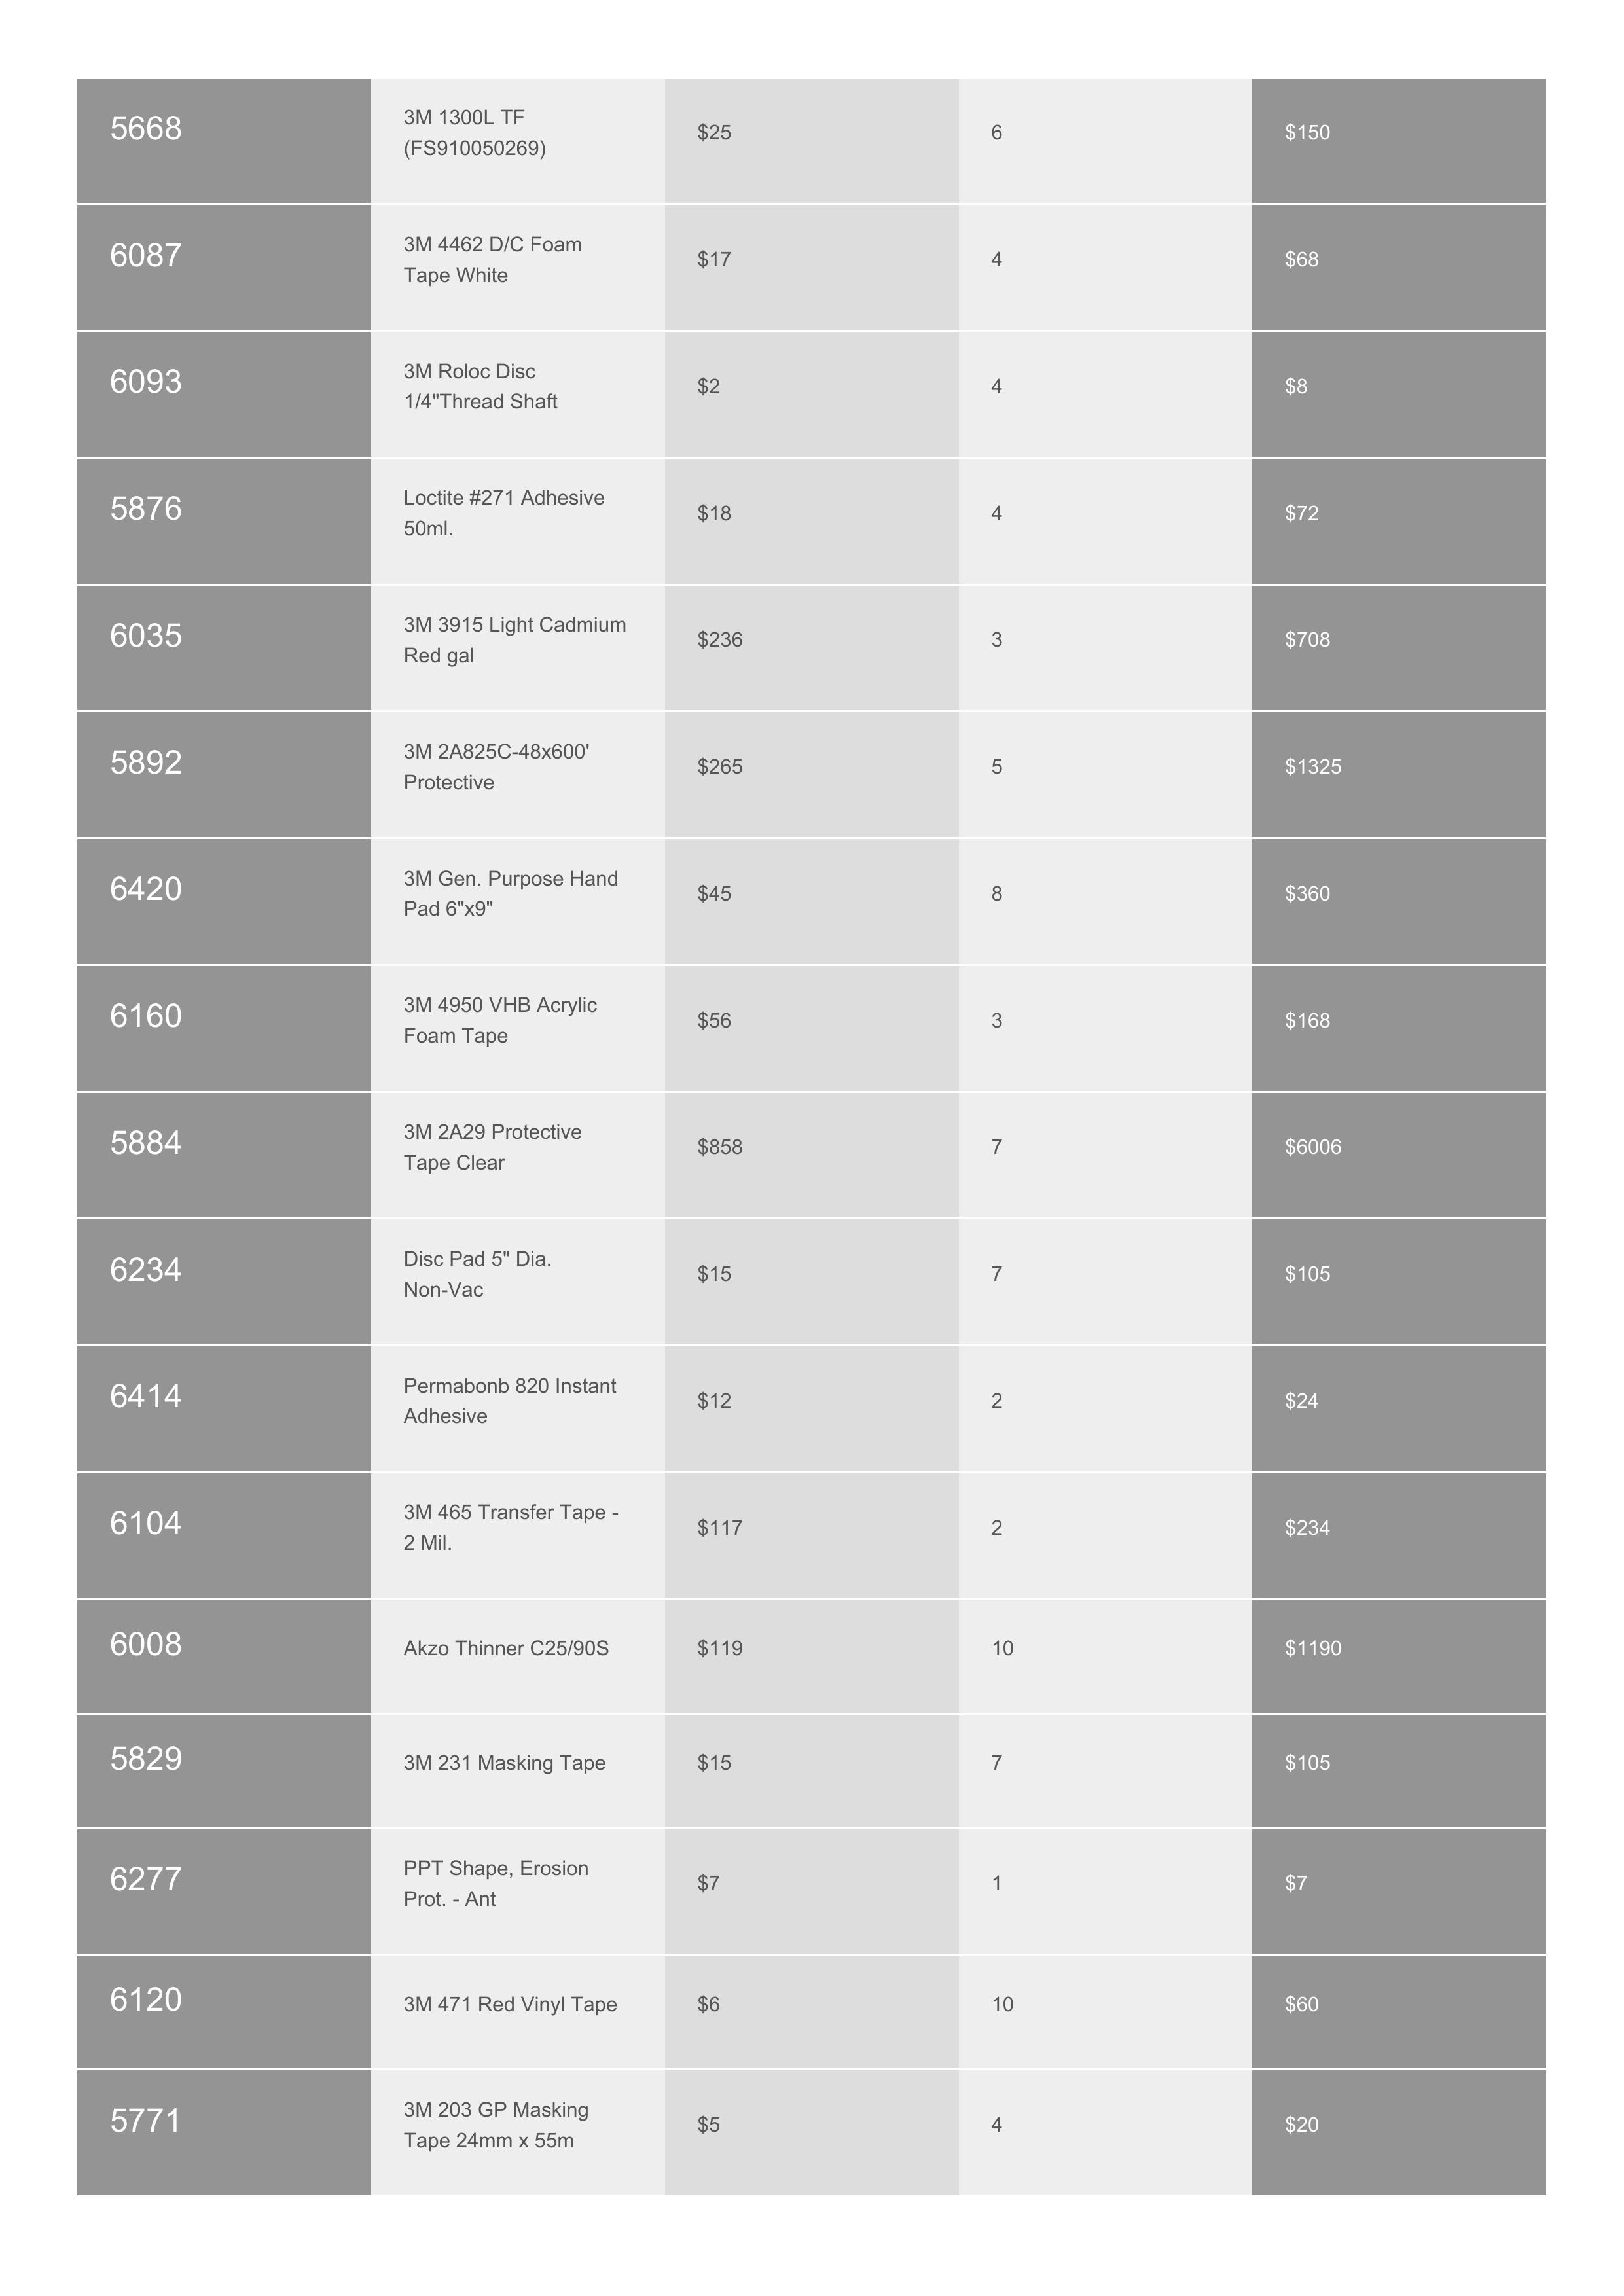 5668 3M 1300L TF $25 6 $150
(FS910050269)
6087 3M 4462 D/C Foam $17 4 $68
Tape White
6093 3M Roloc Disc $2 4 $8
1/4"Thread Shaft
5876 Loctite #271 Adhesive $18 4 $72
50ml.
6035 3M 3915 Light Cadmium $236 3 $708
Red gal
5892 3M 2A825C-48x600' $265 5 $1325
Protective
6420 3M Gen. Purpose Hand $45 8 $360
Pad 6"x9"
6160 3M 4950 VHB Acrylic $56 3 $168
Foam Tape
5884 3M 2A29 Protective $858 7 $6006
Tape Clear
6234 Disc Pad 5" Dia. $15 7 $105
Non-Vac
6414 Permabonb 820 Instant $12 2 $24
Adhesive
6104 3M 465 Transfer Tape - $117 2 $234
2 Mil.
6008 Akzo Thinner C25/90S $119 10 $1190
5829 3M 231 Masking Tape $15 7 $105
6277 PPT Shape, Erosion $7 1 $7
Prot. - Ant
6120 3M 471 Red Vinyl Tape $6 10 $60
5771 3M 203 GP Masking $5 4 $20
Tape 24mm x 55m